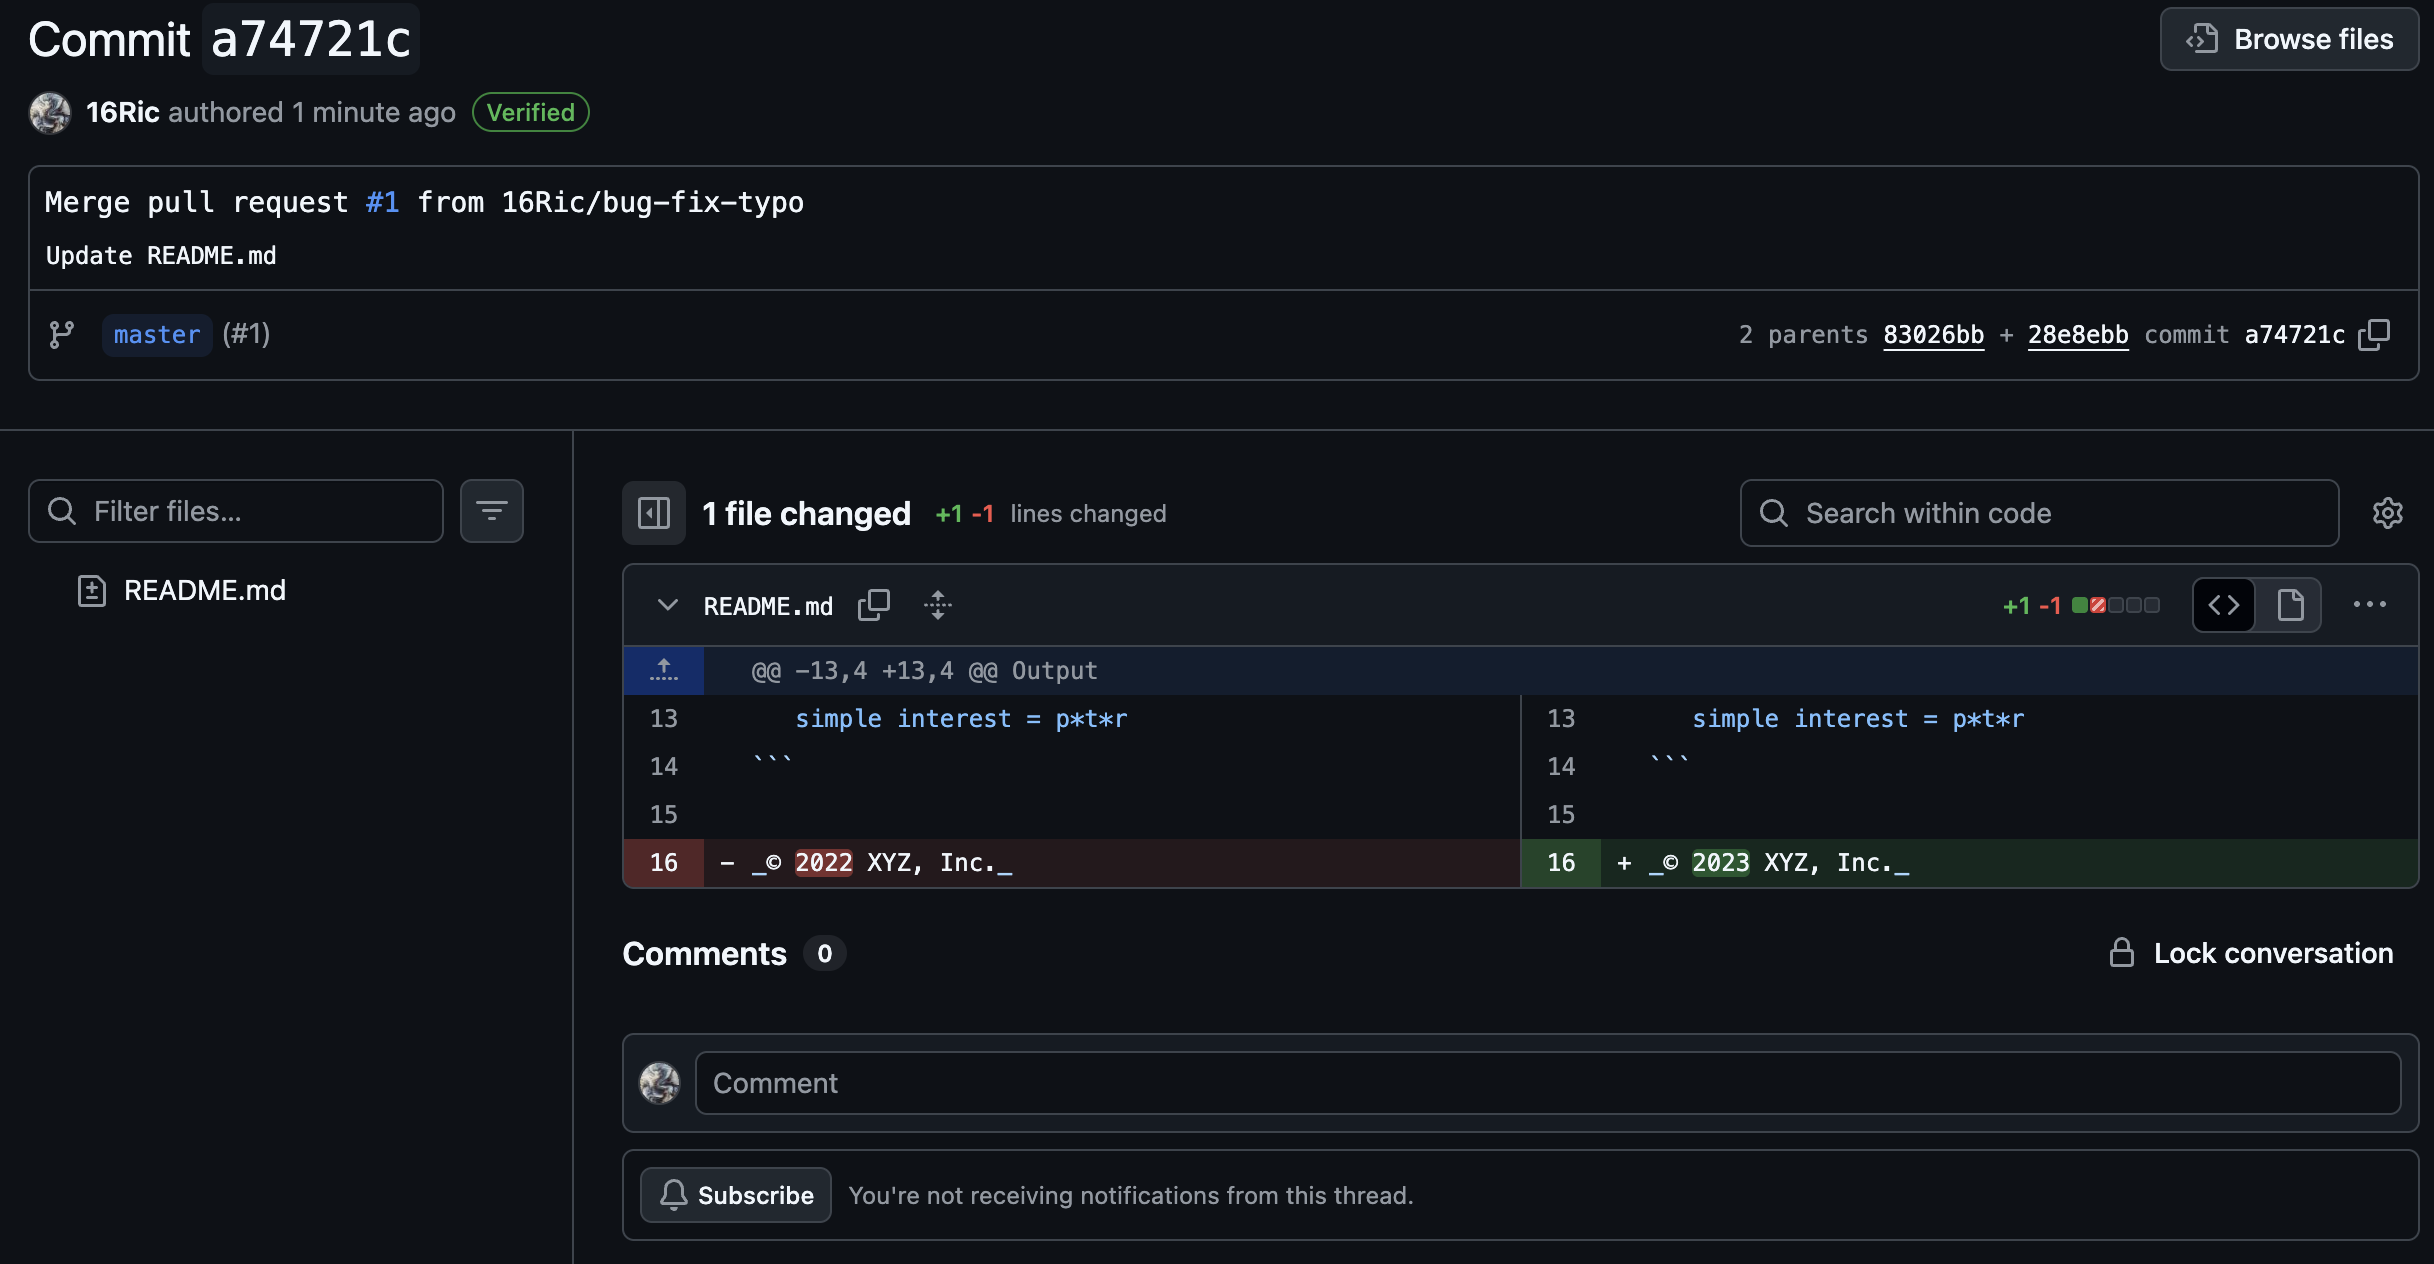 Commit a74721c
Browse files
16Ric authored 1 minute ago Verified
Merge pull request #1 from 16Ric/bug-fix-typo
Update README.md
master (#1)
2 parents 83026bb + 28e8ebb commit a74721c
Filter files...
README.md
1 file changed +1 -1 lines changed
Search within code
README.md
+1 -1
@@ -13,4 +13,4 @@ Output
13 simple interest = p*t*r
13 simple interest = p*t*r
14 ```
14 ```
15
15
16 - _© 2022 XYZ, Inc._
16 + _© 2023 XYZ, Inc._
Comments 0
Lock conversation
Comment
Subscribe You're not receiving notifications from this thread.